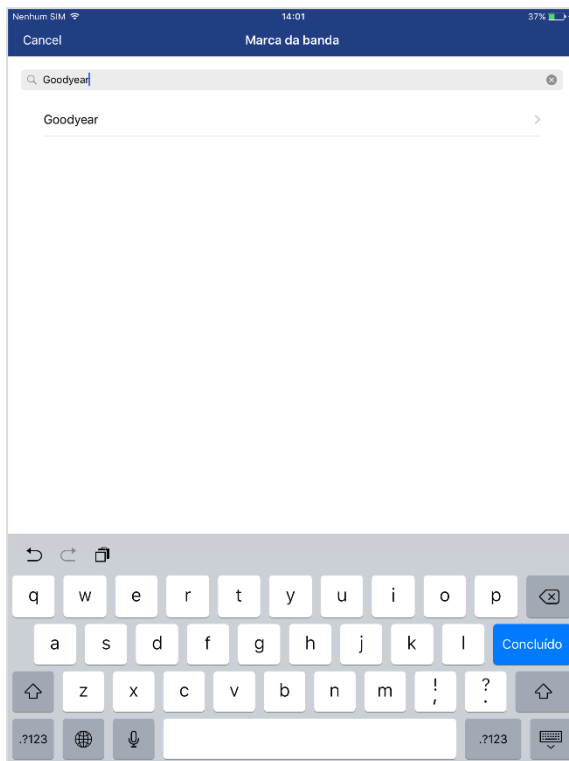 Nenhum SIM 14:01 37%
Cancel Marca da banda
Goodyear
Goodyear
q w e r t y u i o p
a s d f g h j k l Concluído
z x c v b n m ! , ? .
.?123 .?123